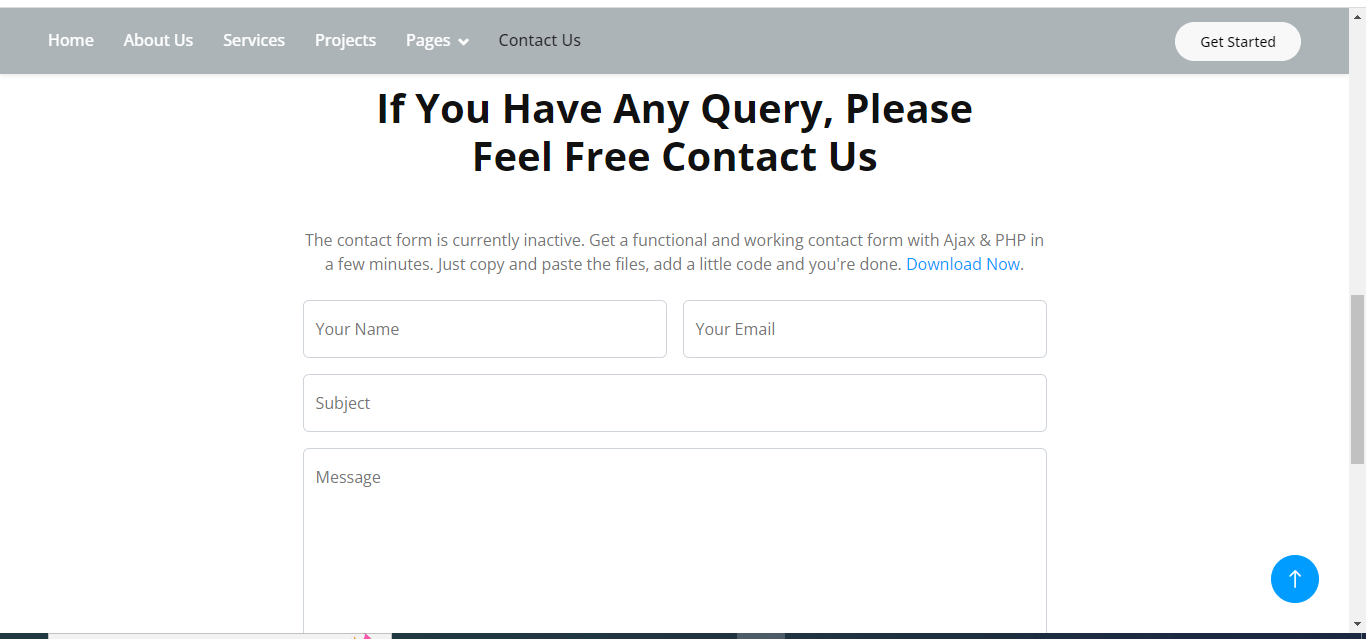 Home About Us Services Projects Pages Contact Us Get Started
If You Have Any Query, Please
Feel Free Contact Us
The contact form is currently inactive. Get a functional and working contact form with Ajax & PHP in
a few minutes. Just copy and paste the files, add a little code and you're done. Download Now.
Your Name Your Email
Subject
Message